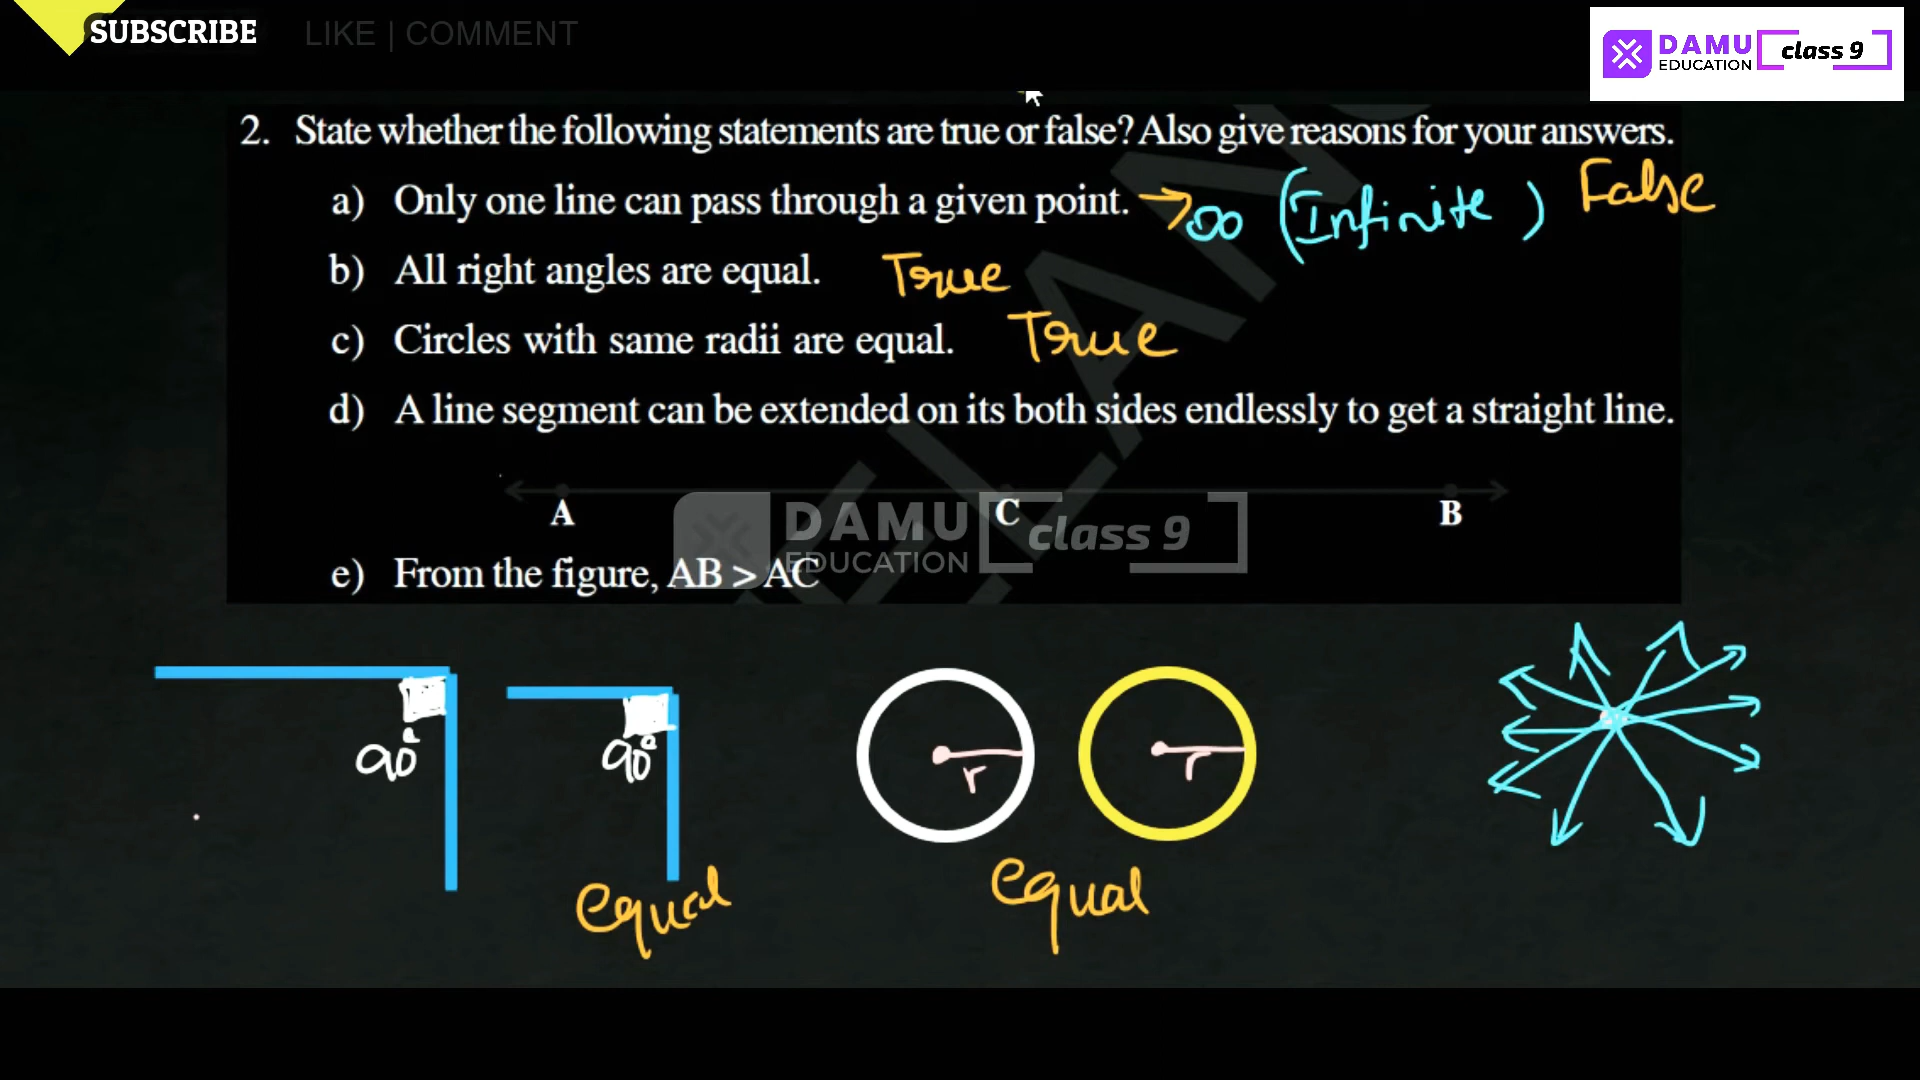 SUBSCRIBE LIKE | COMMENT
DAMU EDUCATION class 9
2. State whether the following statements are true or false? Also give reasons for your answers.
a) Only one line can pass through a given point. → ∞ (Infinite) False
b) All right angles are equal. True
c) Circles with same radii are equal. True
d) A line segment can be extended on its both sides endlessly to get a straight line.
A C B
DAMU EDUCATION class 9
e) From the figure, AB > AC
90° 90° r r
equal equal